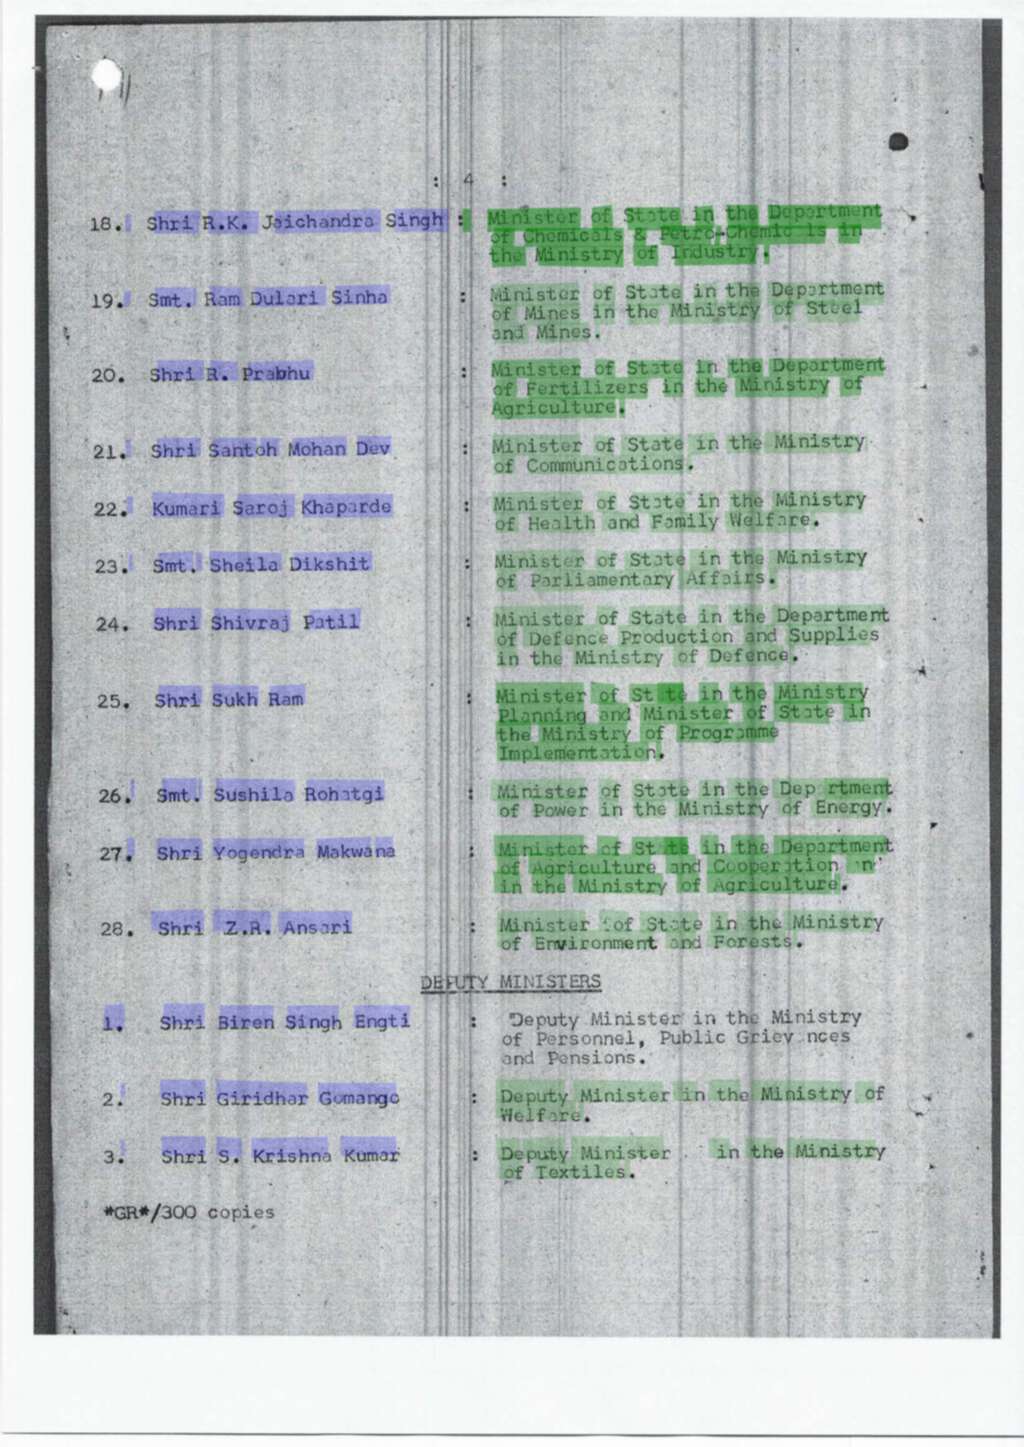 : 4 :
18. Shri R.K. Jaichandra Singh : Minister of State in the Department
of Chemicals & Petro-Chemic ls in
the Ministry of Industry.
19. Smt. Ram Dulari Sinha : Minister of State in the Department
of Mines in the Ministry of Steel
and Mines.
20. Shri R. Prabhu : Minister of State in the Department
of Fertilizers in the Ministry of
Agriculture.
21. Shri Santoh Mohan Dev : Minister of State in the Ministry
of Communications.
22. Kumari Saroj Khaparde : Minister of State in the Ministry
of Health and Family Welfare.
23. Smt. Sheila Dikshit : Minister of State in the Ministry
of Parliamentary Affairs.
24. Shri Shivraj Patil : Minister of State in the Department
of Defence Production and Supplies
in the Ministry of Defence.
25. Shri Sukh Ram : Minister of State in the Ministry
Planning and Minister of State in
the Ministry of Programme
Implementation.
26. Smt. Sushila Rohatgi : Minister of State in the Dep rtment
of Power in the Ministry of Energy.
27. Shri Yogendra Makwana : Minister of State in the Department
of Agriculture and Cooperation
in the Ministry of Agriculture.
28. Shri Z.R. Ansari : Minister of State in the Ministry
of Environment and Forests.
DEPUTY MINISTERS
1. Shri Biren Singh Engti : Deputy Minister in the Ministry
of Personnel, Public Griev nces
and Pensions.
2. Shri Giridhar Gomango : Deputy Minister in the Ministry of
Welfare.
3. Shri S. Krishna Kumar : Deputy Minister in the Ministry
of Textiles.
*GR*/300 copies